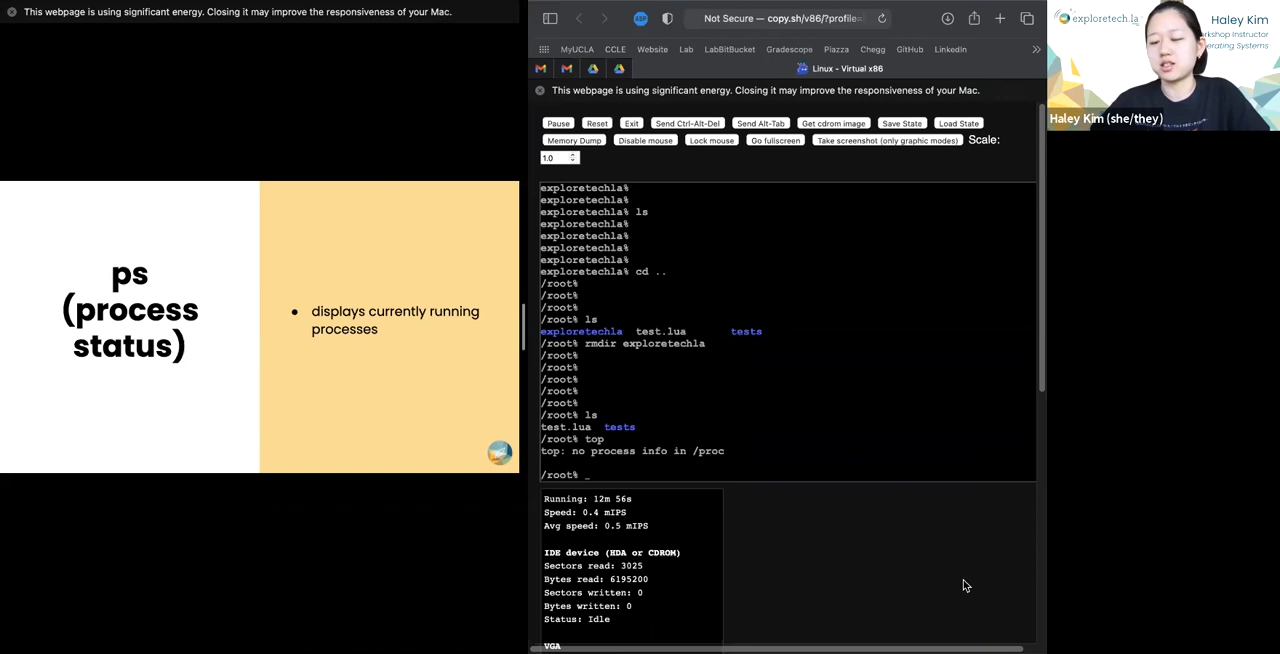 This webpage is using significant energy. Closing it may improve the responsiveness of your Mac.
ps
(process
status)
displays currently running
processes
Not Secure — copy.sh/v86/?profile=
MyUCLA CCLE Website Lab LabBitBucket Gradescope Piazza Chegg GitHub LinkedIn
Linux - Virtual x86
This webpage is using significant energy. Closing it may improve the responsiveness of your Mac.
Pause Reset Exit Send Ctrl-Alt-Del Send Alt-Tab Get cdrom image Save State Load State
Memory Dump Disable mouse Lock mouse Go fullscreen Take screenshot (only graphic modes) Scale:
1.0
exploretechla%
exploretechla%
exploretechla% ls
exploretechla%
exploretechla%
exploretechla%
exploretechla%
exploretechla% cd ..
/root%
/root%
/root%
/root% ls
exploretechla test.lua tests
/root% rmdir exploretechla
/root%
/root%
/root%
/root%
/root%
/root% ls
test.lua tests
/root% top
top: no process info in /proc
/root% _
Running: 12m 56s
Speed: 0.4 mIPS
Avg speed: 0.5 mIPS
IDE device (HDA or CDROM)
Sectors read: 3025
Bytes read: 6195200
Sectors written: 0
Bytes written: 0
Status: Idle
VGA
exploretech.la
Haley Kim
rkshop Instructor
erating Systems
Haley Kim (she/they)